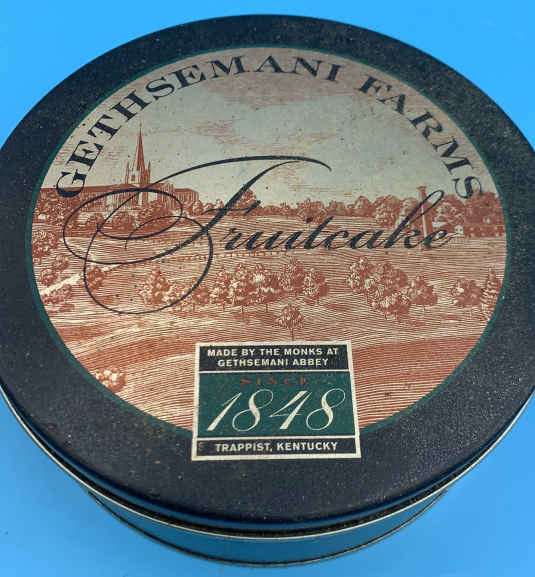 GETHSEMANI FARMS
Fruitcake
MADE BY THE MONKS AT
GETHSEMANI ABBEY
SINCE
1848
TRAPPIST, KENTUCKY